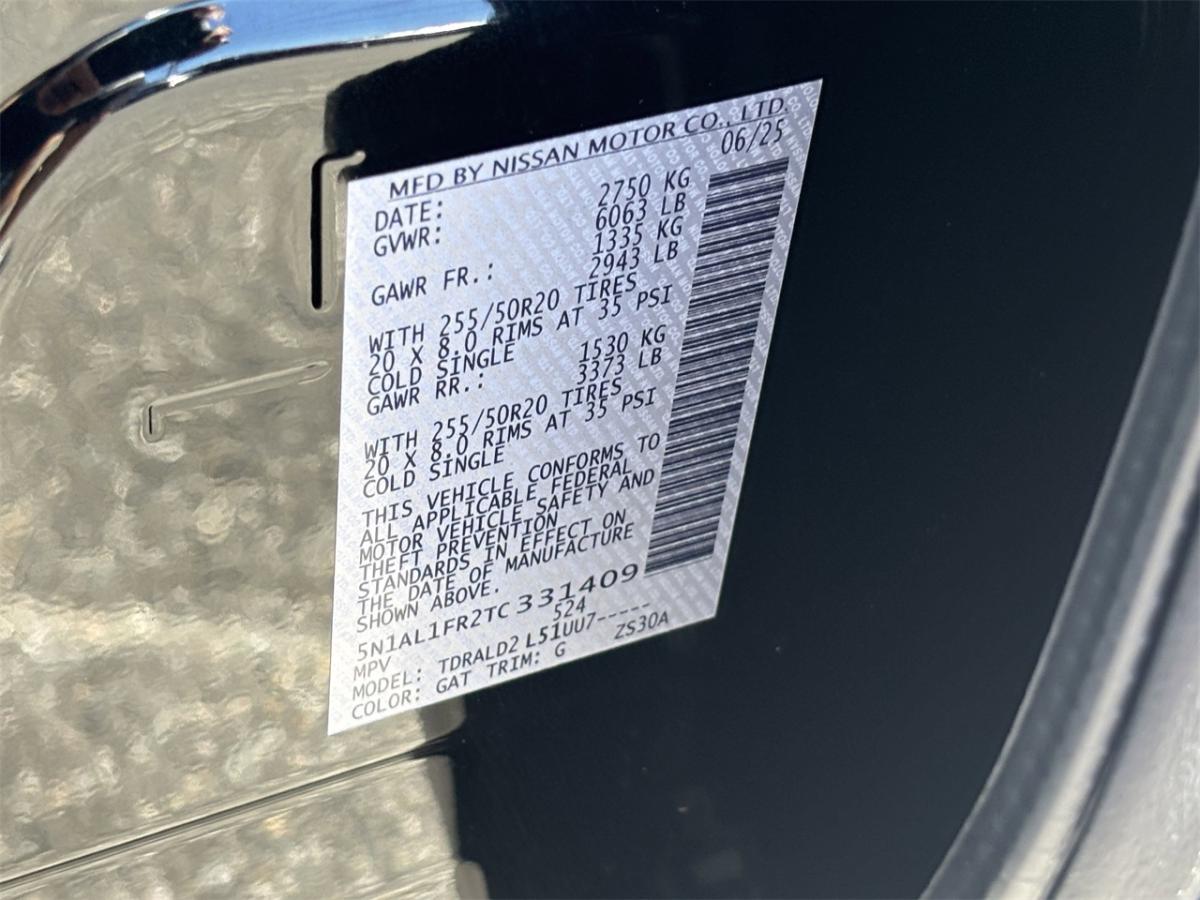 MFD BY NISSAN MOTOR CO., LTD.
DATE: 06/25
GVWR: 2750 KG
6063 LB
GAWR FR.: 1335 KG
2943 LB
WITH 255/50R20 TIRES
20 X 8.0 RIMS AT 35 PSI
COLD SINGLE
GAWR RR.: 1530 KG
3373 LB
WITH 255/50R20 TIRES
20 X 8.0 RIMS AT 35 PSI
COLD SINGLE
THIS VEHICLE CONFORMS TO
ALL APPLICABLE FEDERAL
MOTOR VEHICLE SAFETY AND
THEFT PREVENTION
STANDARDS IN EFFECT ON
THE DATE OF MANUFACTURE
SHOWN ABOVE.
5N1AL1FR2TC331409
MPV 524
MODEL: TDRALD2 L51UU7-----
COLOR: GAT TRIM: G ZS30A